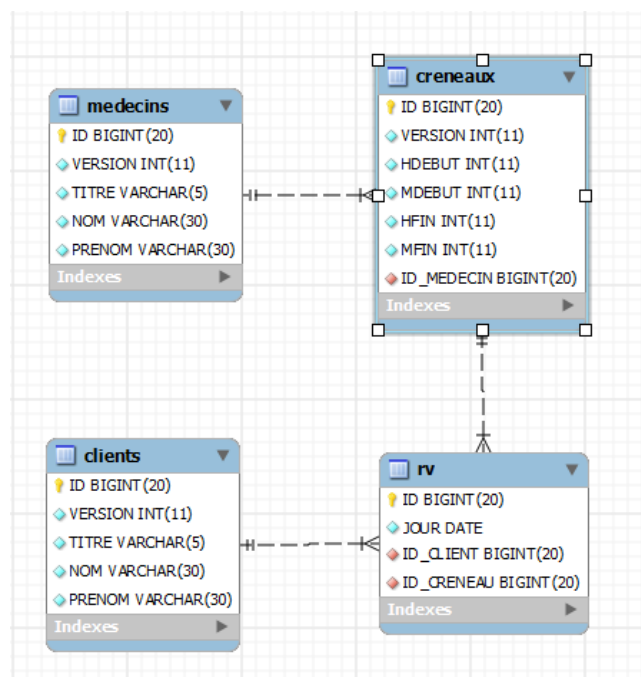 medecins
ID BIGINT(20)
VERSION INT(11)
TITRE VARCHAR(5)
NOM VARCHAR(30)
PRENOM VARCHAR(30)
Indexes
creneaux
ID BIGINT(20)
VERSION INT(11)
HDEBUT INT(11)
MDEBUT INT(11)
HFIN INT(11)
MFIN INT(11)
ID_MEDECIN BIGINT(20)
Indexes
clients
ID BIGINT(20)
VERSION INT(11)
TITRE VARCHAR(5)
NOM VARCHAR(30)
PRENOM VARCHAR(30)
Indexes
rv
ID BIGINT(20)
JOUR DATE
ID_CLIENT BIGINT(20)
ID_CRENEAU BIGINT(20)
Indexes